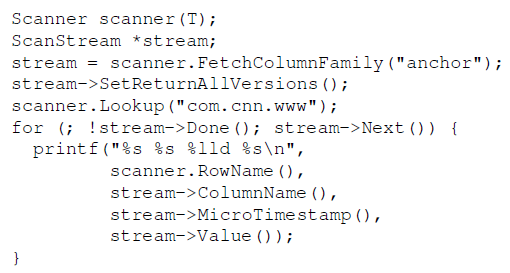 Scanner scanner(T);
ScanStream *stream;
stream = scanner.FetchColumnFamily("anchor");
stream->SetReturnAllVersions();
scanner.Lookup("com.cnn.www");
for (; !stream->Done(); stream->Next()) {
  printf("%s %s %lld %s\n",
         scanner.RowName(),
         stream->ColumnName(),
         stream->MicroTimestamp(),
         stream->Value());
}